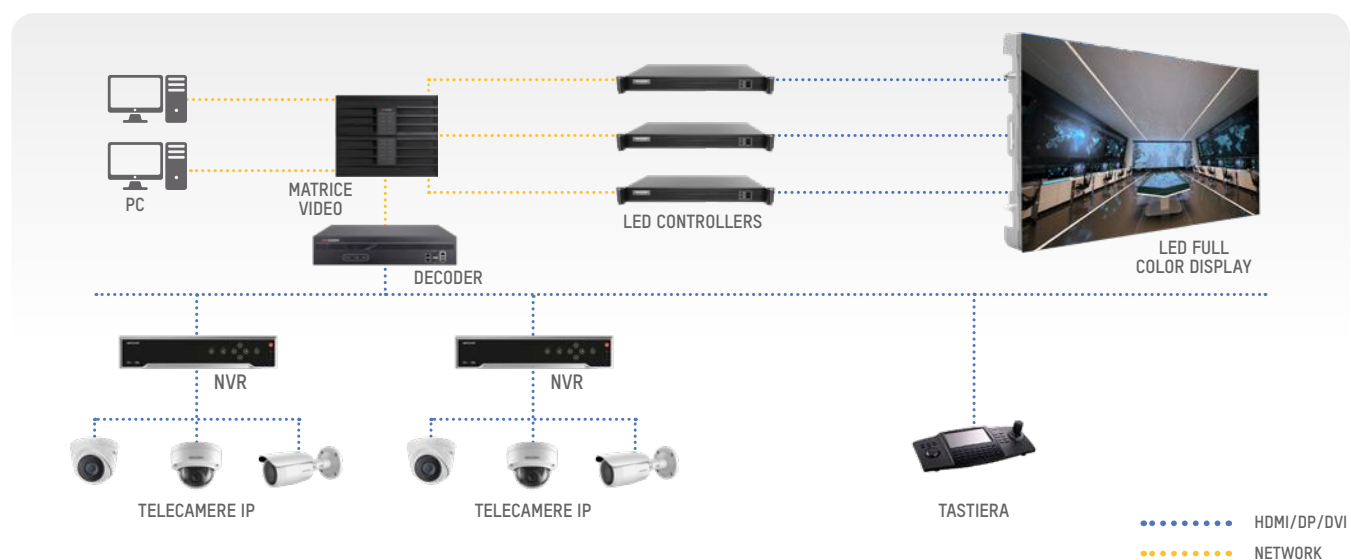 PC
MATRICE
VIDEO
LED CONTROLLERS
LED FULL
COLOR DISPLAY
DECODER
NVR
NVR
TELECAMERE IP
TELECAMERE IP
TASTIERA
HDMI/DP/DVI
NETWORK